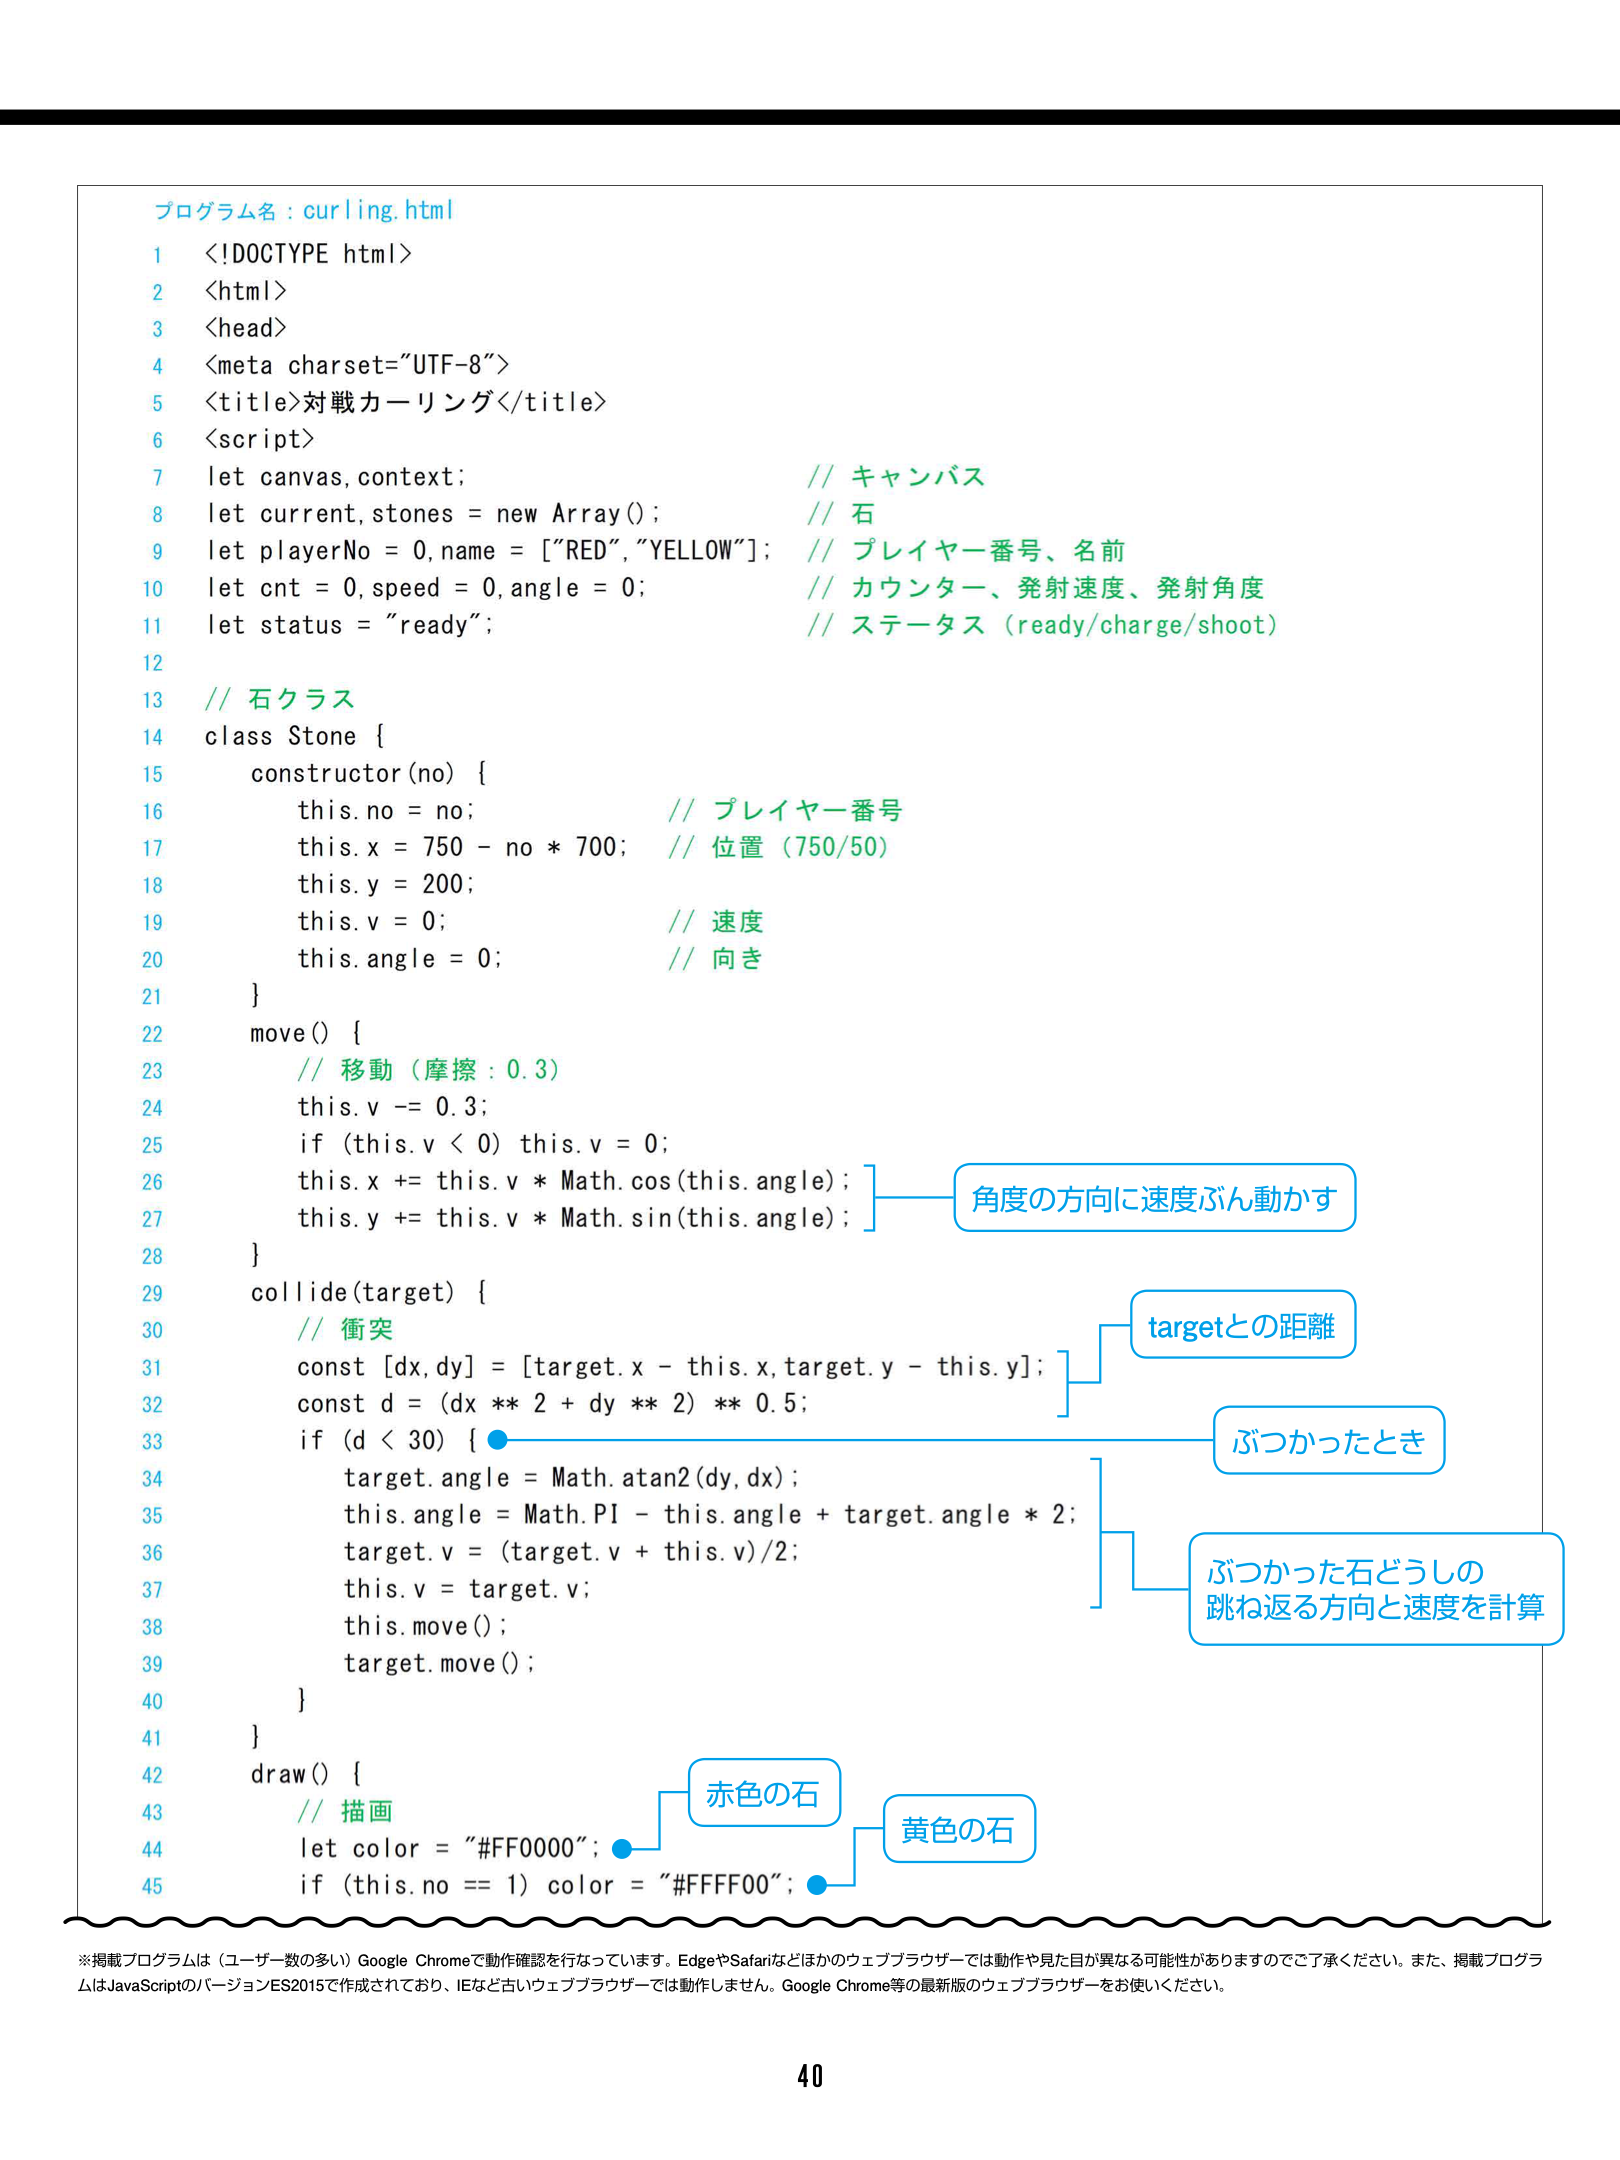 プログラム名：curling.html
1 <!DOCTYPE html>
2 <html>
3 <head>
4 <meta charset="UTF-8">
5 <title>対戦カーリング</title>
6 <script>
7 let canvas,context; // キャンバス
8 let current,stones = new Array(); // 石
9 let playerNo = 0,name = ["RED","YELLOW"]; // プレイヤー番号、名前
10 let cnt = 0,speed = 0,angle = 0; // カウンター、発射速度、発射角度
11 let status = "ready"; // ステータス（ready/charge/shoot）
12
13 // 石クラス
14 class Stone {
15 constructor(no) {
16 this.no = no; // プレイヤー番号
17 this.x = 750 - no * 700; // 位置（750/50）
18 this.y = 200;
19 this.v = 0; // 速度
20 this.angle = 0; // 向き
21 }
22 move() {
23 // 移動（摩擦：0.3）
24 this.v -= 0.3;
25 if (this.v < 0) this.v = 0;
26 this.x += this.v * Math.cos(this.angle);
27 this.y += this.v * Math.sin(this.angle);
角度の方向に速度ぶん動かす
28 }
29 collide(target) {
30 // 衝突
targetとの距離
31 const [dx,dy] = [target.x - this.x,target.y - this.y];
32 const d = (dx ** 2 + dy ** 2) ** 0.5;
33 if (d < 30) {
ぶつかったとき
34 target.angle = Math.atan2(dy,dx);
35 this.angle = Math.PI - this.angle + target.angle * 2;
36 target.v = (target.v + this.v)/2;
37 this.v = target.v;
ぶつかった石どうしの
跳ね返る方向と速度を計算
38 this.move();
39 target.move();
40 }
41 }
42 draw() {
43 // 描画
赤色の石
44 let color = "#FF0000";
黄色の石
45 if (this.no == 1) color = "#FFFF00";
※掲載プログラムは（ユーザー数の多い）Google Chromeで動作確認を行なっています。EdgeやSafariなどほかのウェブブラウザーでは動作や見た目が異なる可能性がありますのでご了承ください。また、掲載プログラ
ムはJavaScriptのバージョンES2015で作成されており、IEなど古いウェブブラウザーでは動作しません。Google Chrome等の最新版のウェブブラウザーをお使いください。
40